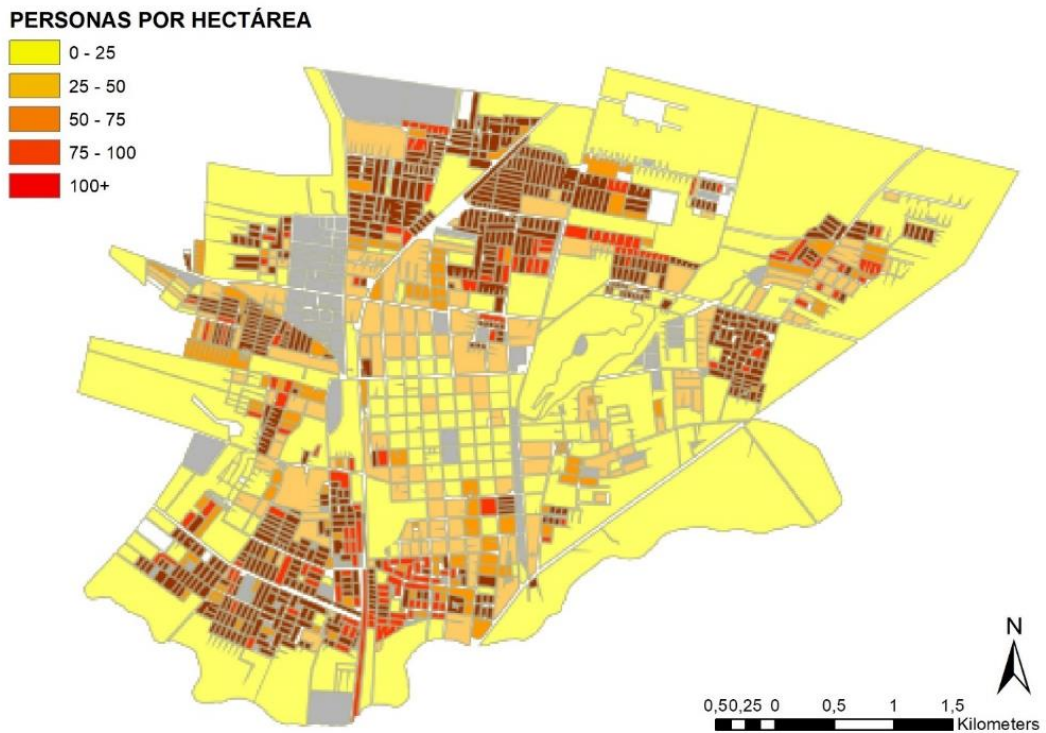 PERSONAS POR HECTÁREA
0 - 25
25 - 50
50 - 75
75 - 100
100+
N
0,50,25 0 0,5 1 1,5
Kilometers